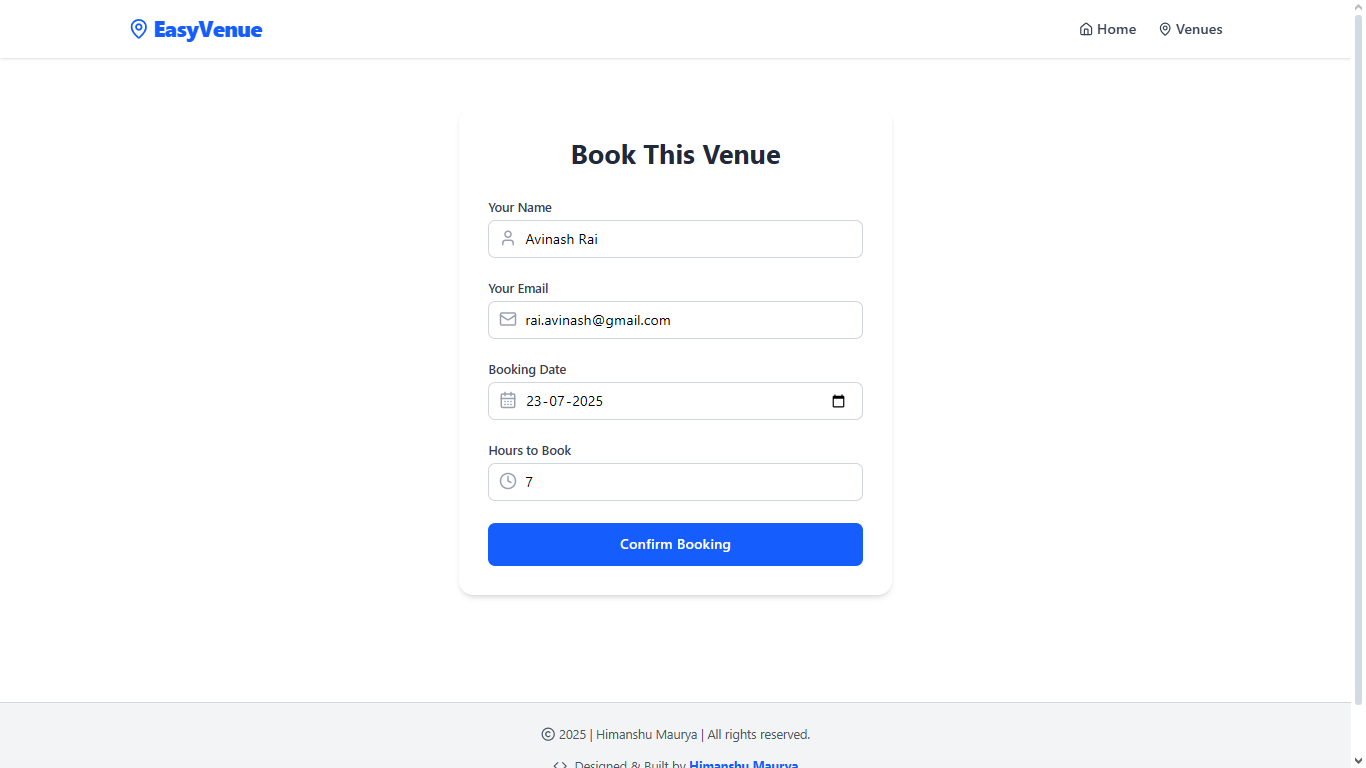 EasyVenue
Home Venues
Book This Venue
Your Name
Avinash Rai
Your Email
rai.avinash@gmail.com
Booking Date
23-07-2025
Hours to Book
7
Confirm Booking
© 2025 | Himanshu Maurya | All rights reserved.
<> Designed & Built by Himanshu Maurya